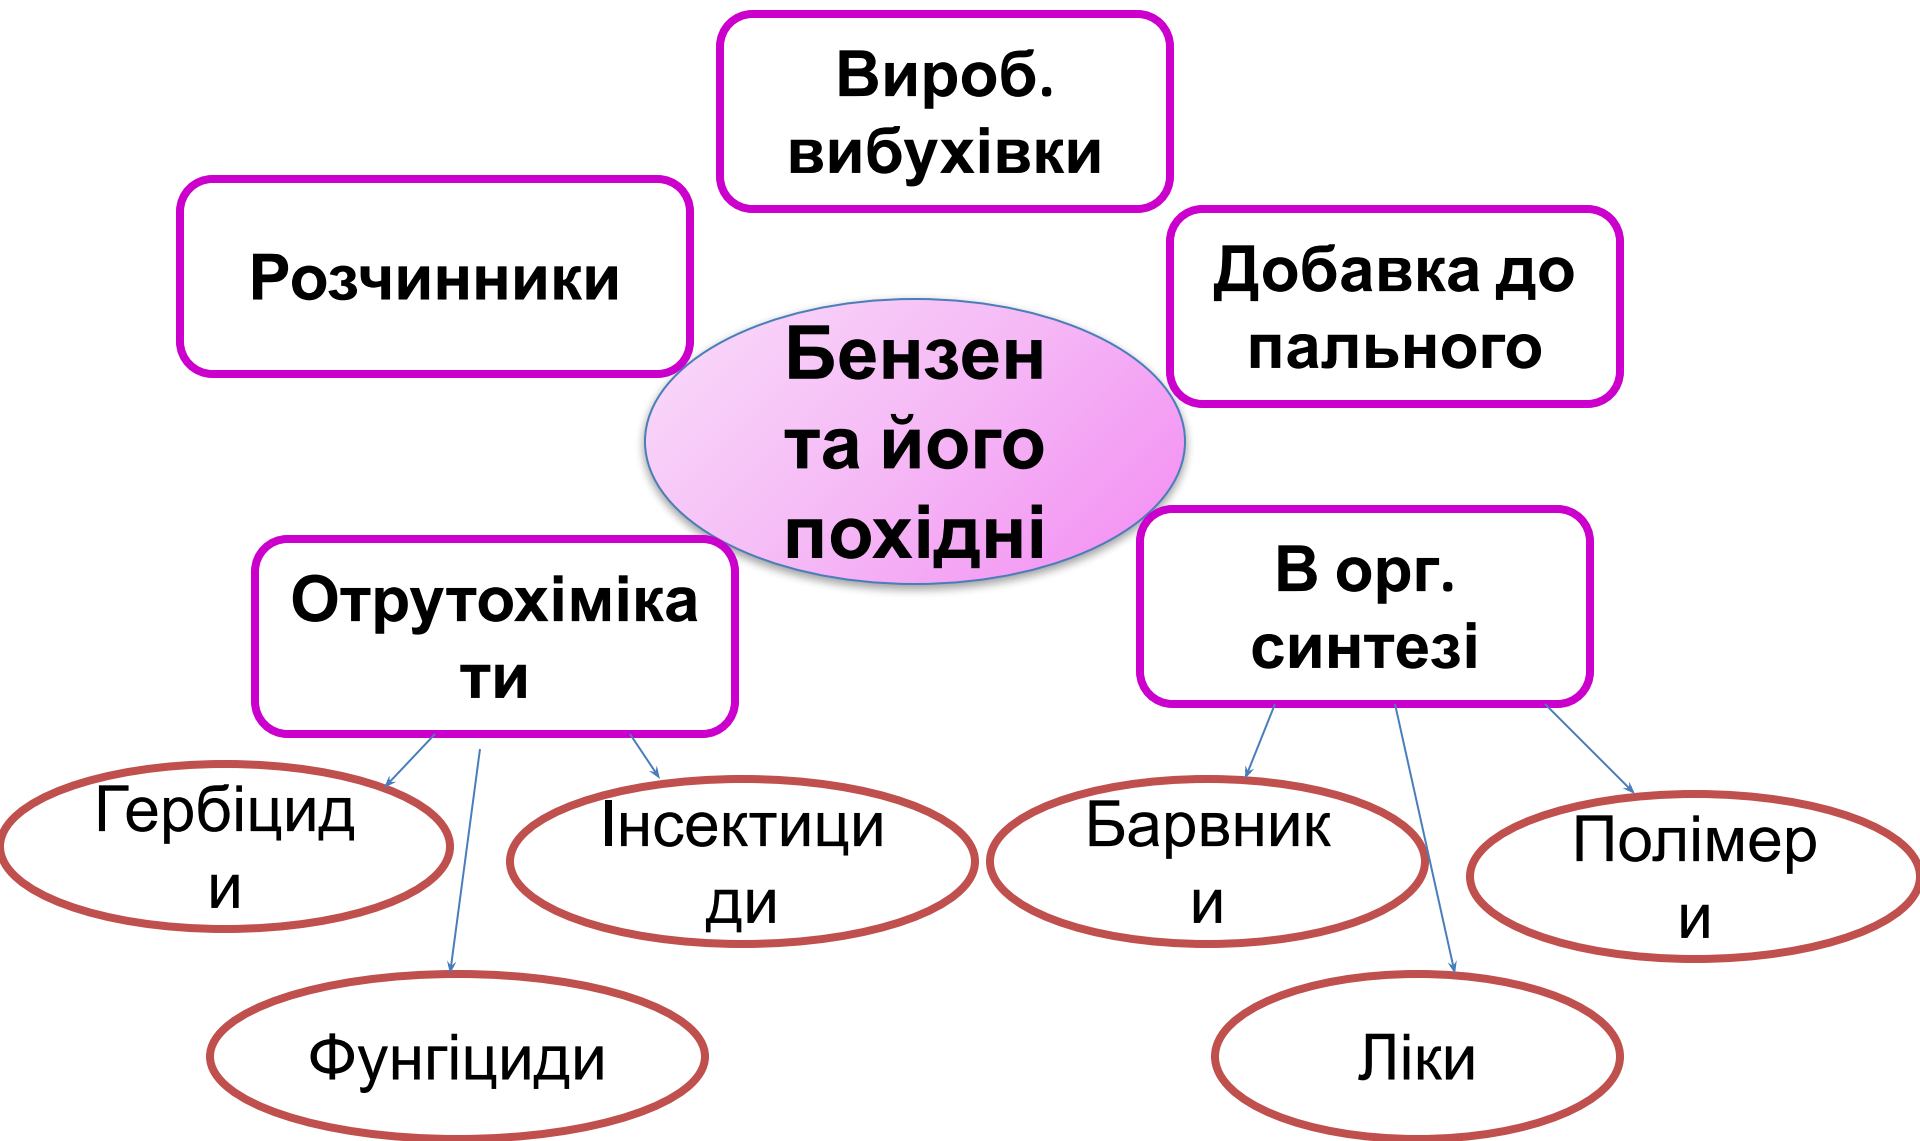 Вироб.
вибухівки
Розчинники
Добавка до
пального
Бензен
та його
похідні
Отрутохіміка
ти
В орг.
синтезі
Гербіцид
и
Інсектици
ди
Барвник
и
Полімер
и
Фунгіциди
Ліки